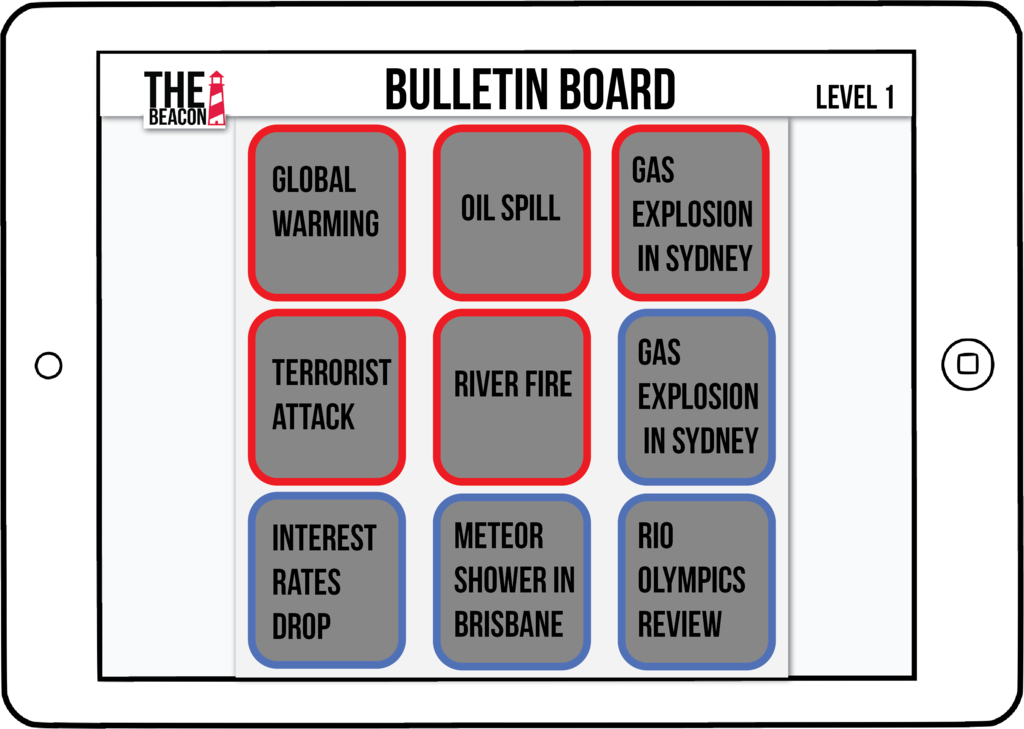 THE
BEACON
BULLETIN BOARD
LEVEL 1
GLOBAL
WARMING
OIL SPILL
GAS
EXPLOSION
IN SYDNEY
TERRORIST
ATTACK
RIVER FIRE
GAS
EXPLOSION
IN SYDNEY
INTEREST
RATES
DROP
METEOR
SHOWER IN
BRISBANE
RIO
OLYMPICS
REVIEW